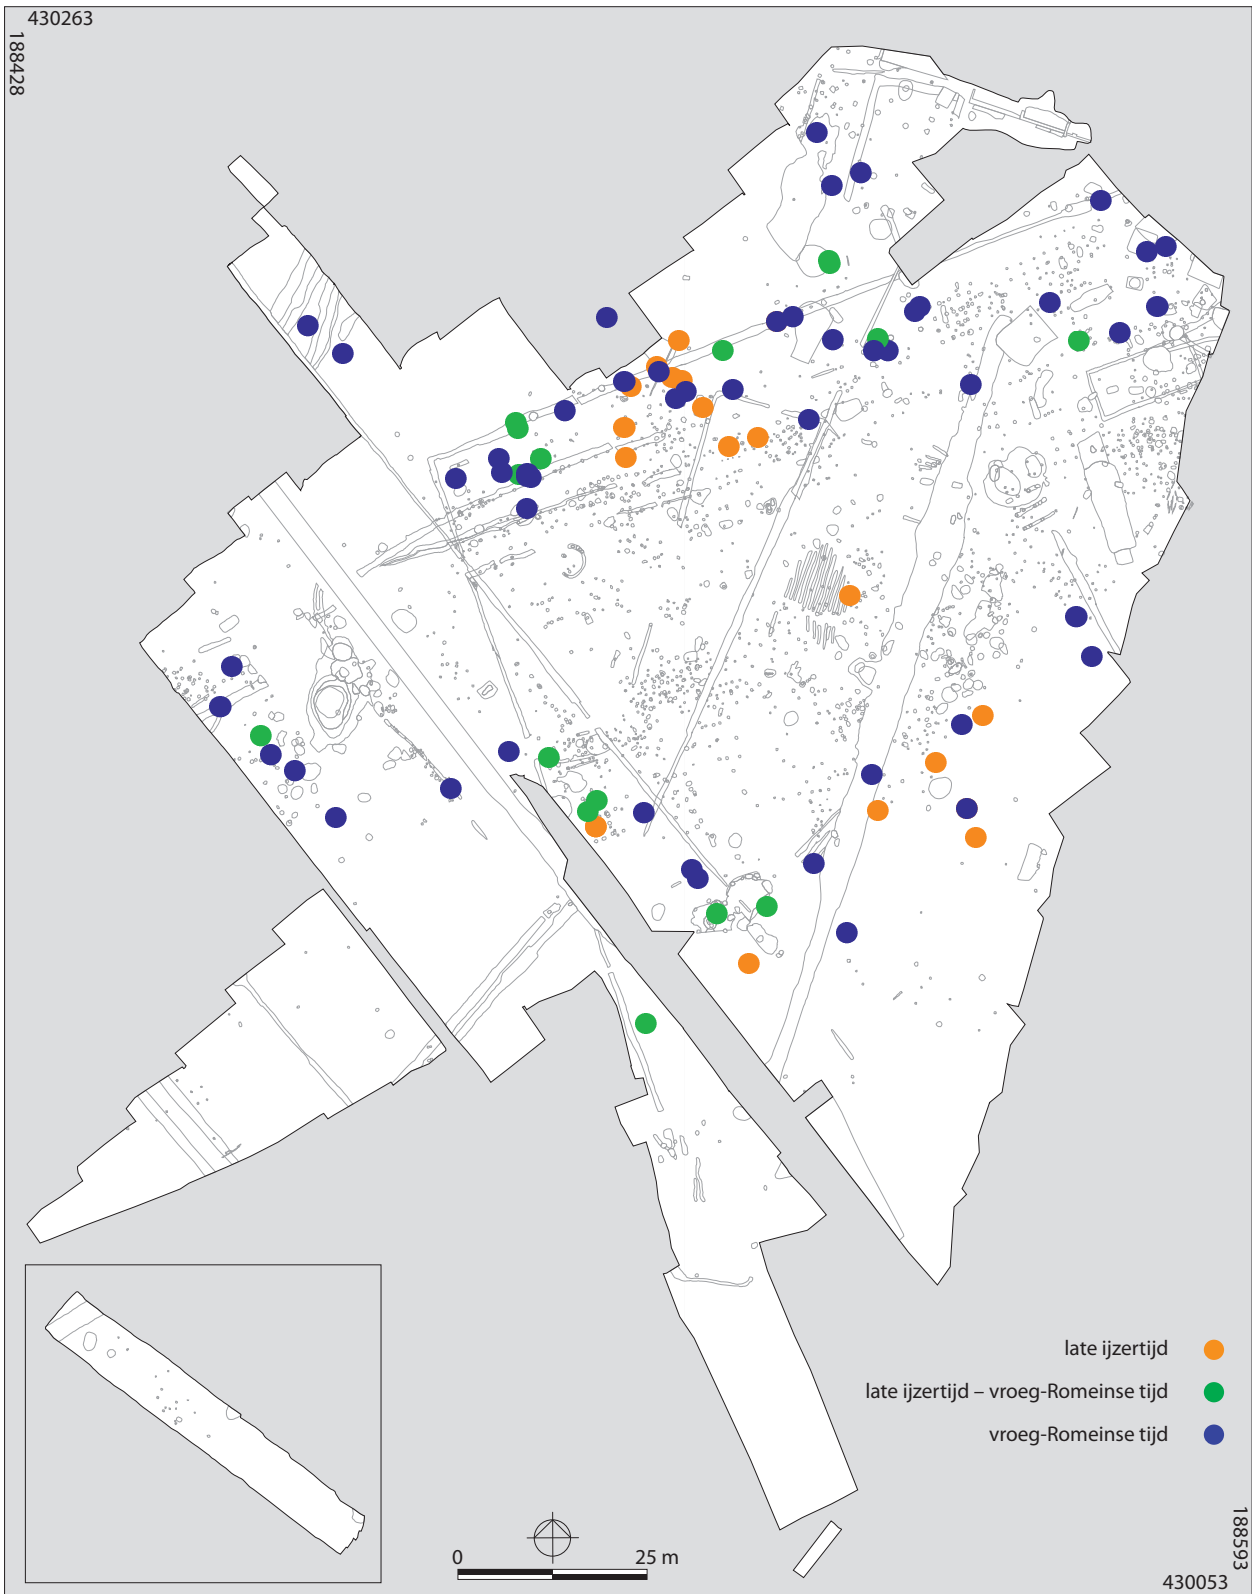 430263
188428
late ijzertijd
late ijzertijd – vroeg-Romeinse tijd
vroeg-Romeinse tijd
0 25 m
188593
430053